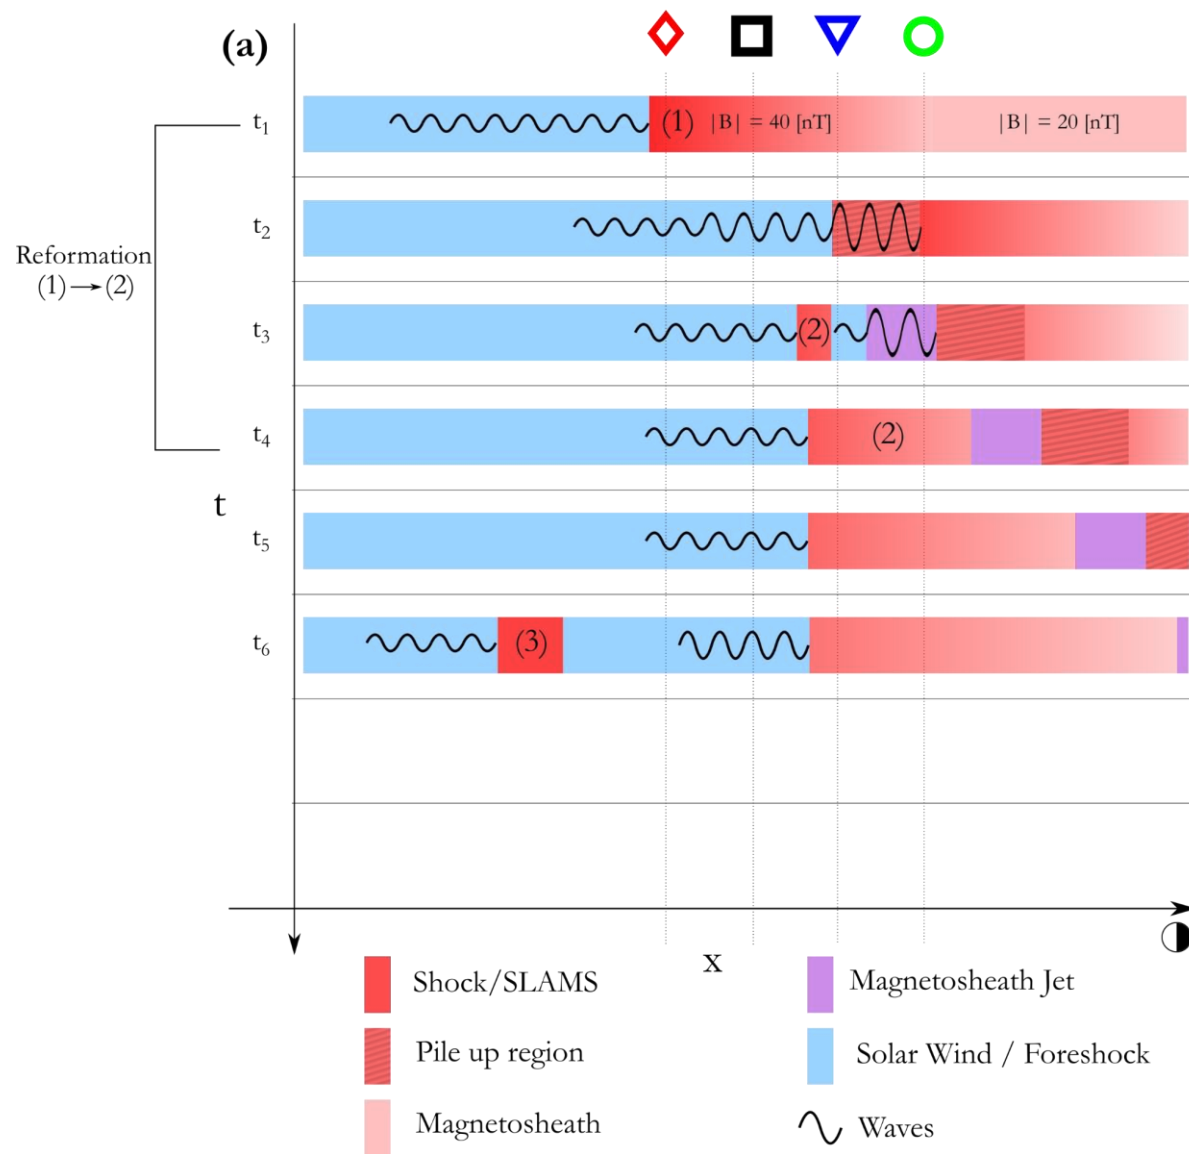 (a)
t₁
(1) |B| = 40 [nT] |B| = 20 [nT]
t₂
Reformation
(1)→(2)
t₃
(2)
t₄
(2)
t
t₅
t₆
(3)
x
Shock/SLAMS
Magnetosheath Jet
Pile up region
Solar Wind / Foreshock
Magnetosheath
Waves